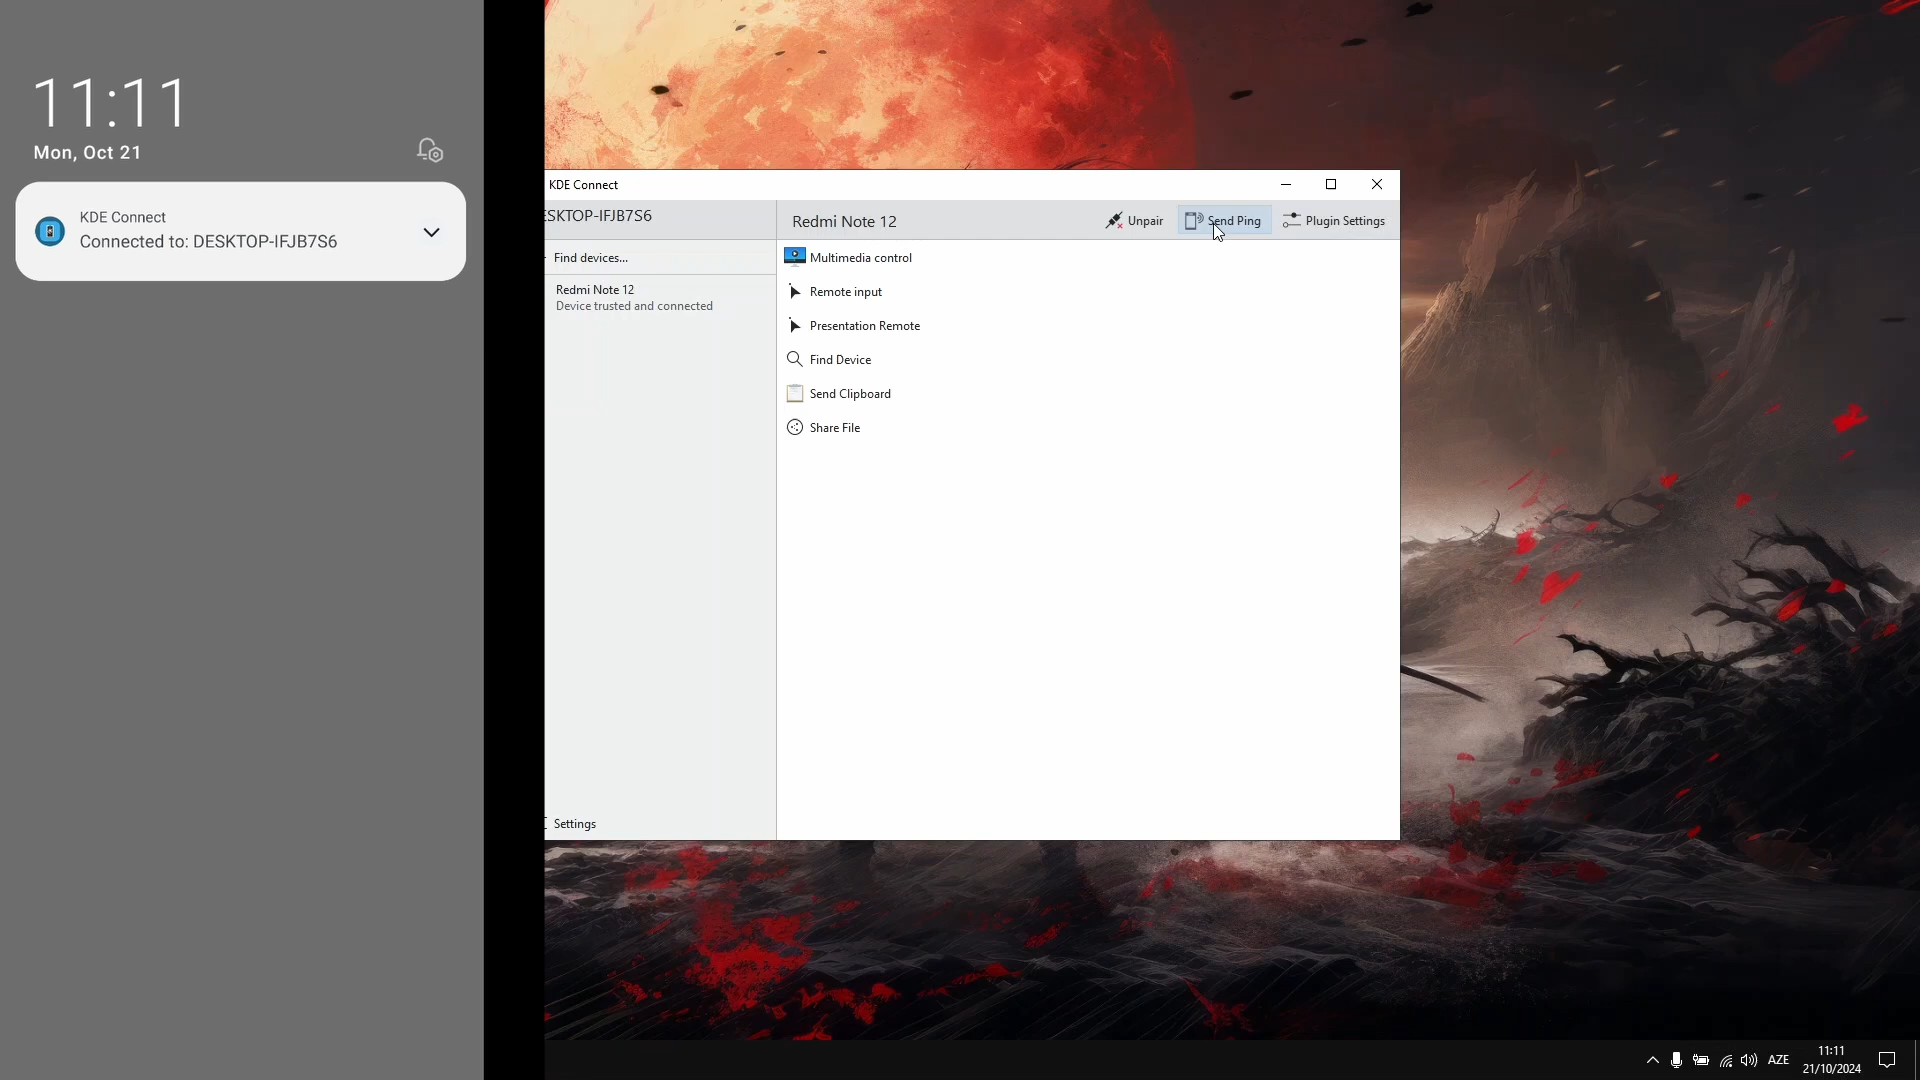 11:11
Mon, Oct 21
KDE Connect
Connected to: DESKTOP-IFJB7S6
KDE Connect
ESKTOP-IFJB7S6
Find devices...
Redmi Note 12
Device trusted and connected
Settings
Redmi Note 12
Unpair
Send Ping
Plugin Settings
Multimedia control
Remote input
Presentation Remote
Find Device
Send Clipboard
Share File
AZE
11:11
21/10/2024